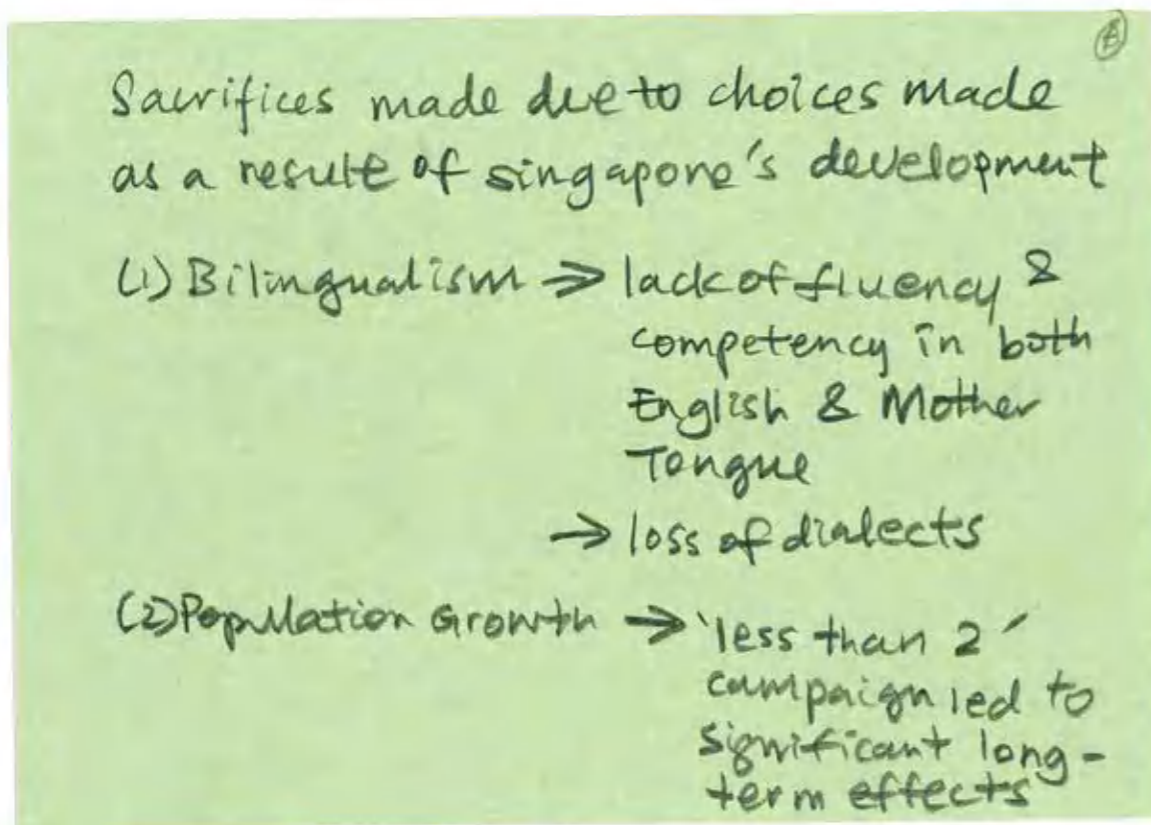 Sacrifices made due to choices made
as a result of singapore's development
(1) Bilingualism → lack of fluency &
competency in both
English & Mother
Tongue
→ loss of dialects
(2) Population Growth → 'less than 2'
campaign led to
significant long-
term effects